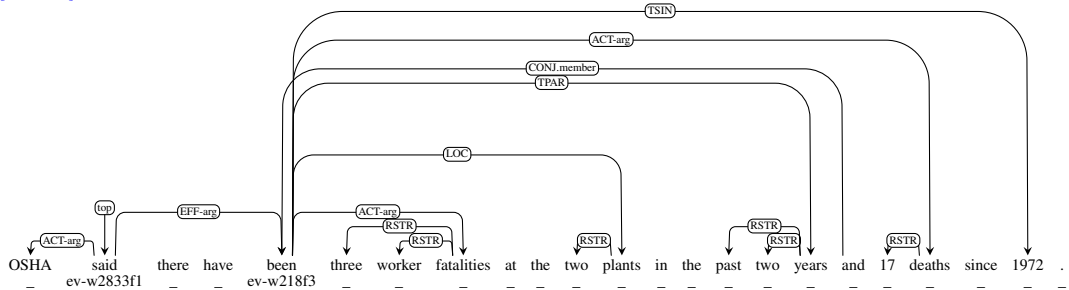 TSIN
ACT-arg
CONJ.member
TPAR
LOC
top
EFF-arg ACT-arg
RSTR RSTR
ACT-arg RSTR RSTR RSTR RSTR
OSHA said there have been three worker fatalities at the two plants in the past two years and 17 deaths since 1972 .
_ ev-w2833f1 _ _ ev-w218f3 _ _ _ _ _ _ _ _ _ _ _ _ _ _ _ _ _ _